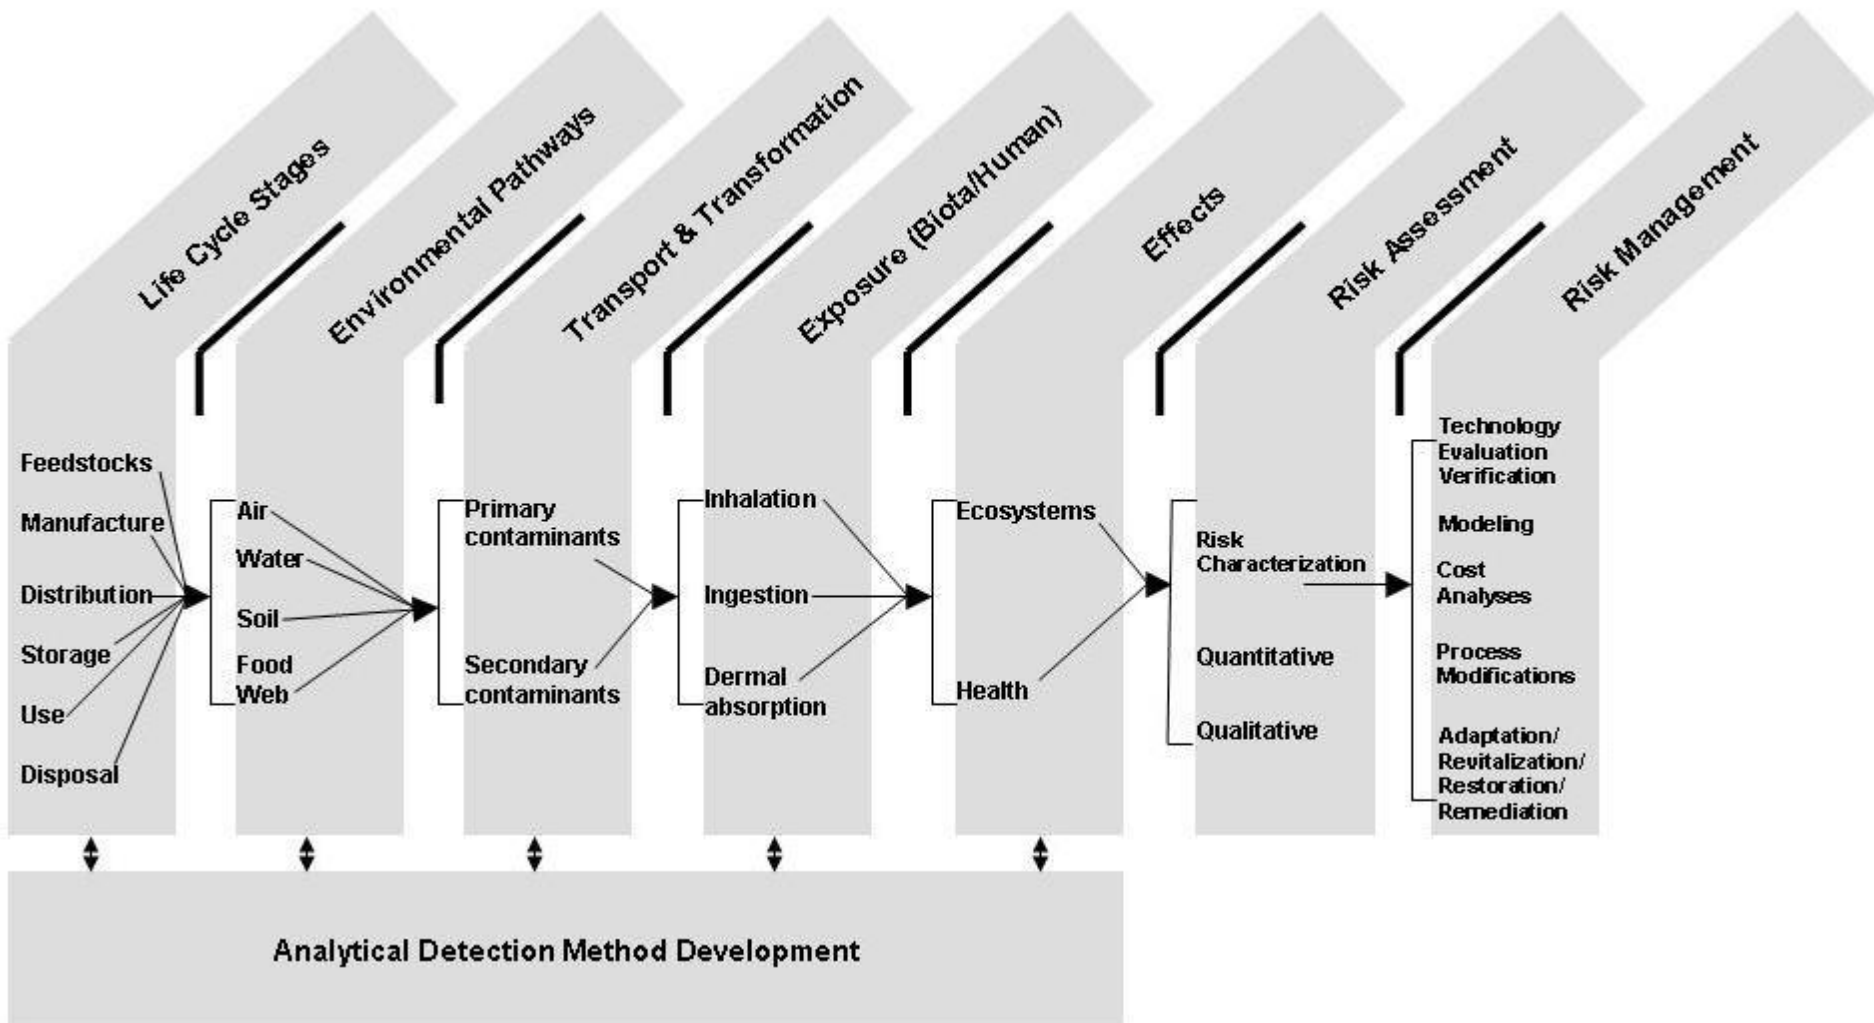 Life Cycle Stages
Environmental Pathways
Transport & Transformation
Exposure (Biota/Human)
Effects
Risk Assessment
Risk Management
Feedstocks
Manufacture
Distribution
Storage
Use
Disposal
Air
Water
Soil
Food
Web
Primary
contaminants
Secondary
contaminants
Inhalation
Ingestion
Dermal
absorption
Ecosystems
Health
Risk
Characterization
Quantitative
Qualitative
Technology
Evaluation
Verification
Modeling
Cost
Analyses
Process
Modifications
Adaptation/
Revitalization/
Restoration/
Remediation
Analytical Detection Method Development